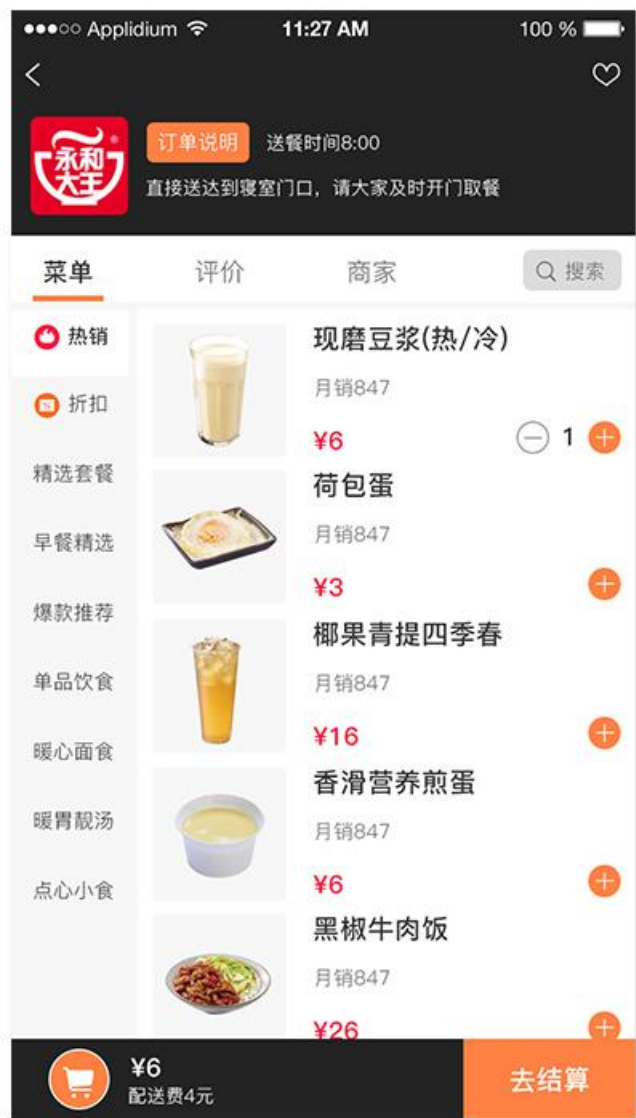 Applidium 11:27 AM 100 %
永和
大王
订单说明 送餐时间8:00
直接送达到寝室门口，请大家及时开门取餐
菜单 评价 商家 搜索
热销
折扣
精选套餐
早餐精选
爆款推荐
单品饮食
暖心面食
暖胃靓汤
点心小食
现磨豆浆(热/冷)
月销847
¥6 1
荷包蛋
月销847
¥3
椰果青提四季春
月销847
¥16
香滑营养煎蛋
月销847
¥6
黑椒牛肉饭
月销847
¥26
¥6
配送费4元
去结算